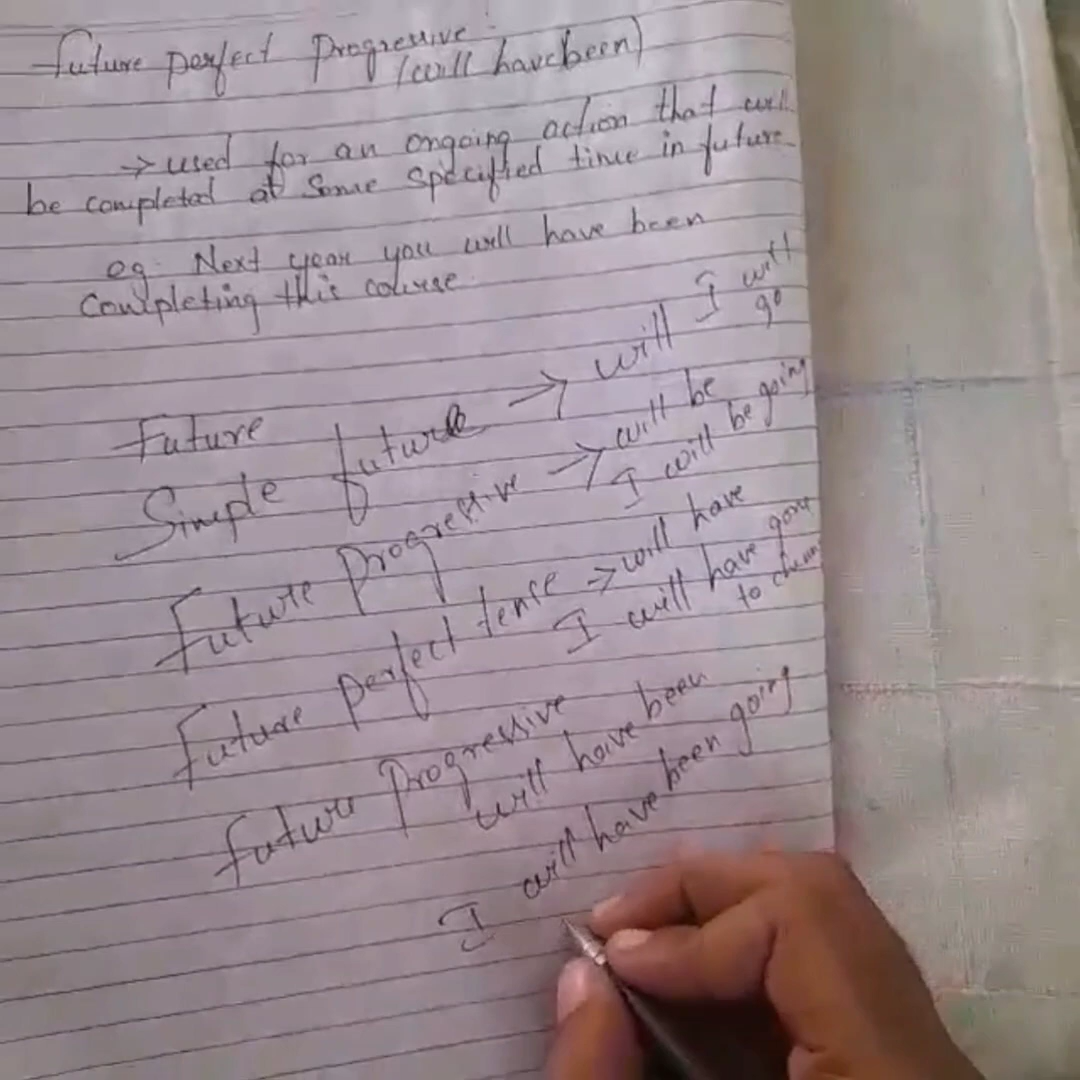 Future perfect Progressive
(will have been)
→ used for an ongoing action that will
be completed at some specified time in future
eg. Next year you will have been
completing this course
Future
Simple future → will I will
go
Future Progressive → will be
I will be going
Future perfect tense → will have
I will have gone
to
Future Progressive
will have been
I will have been going